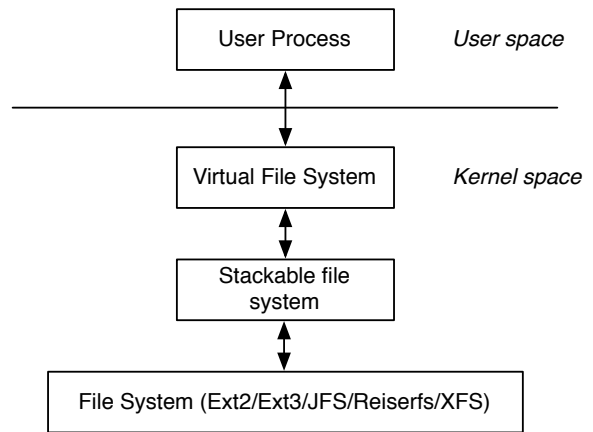 User Process
User space
Virtual File System
Kernel space
Stackable file
system
File System (Ext2/Ext3/JFS/Reiserfs/XFS)